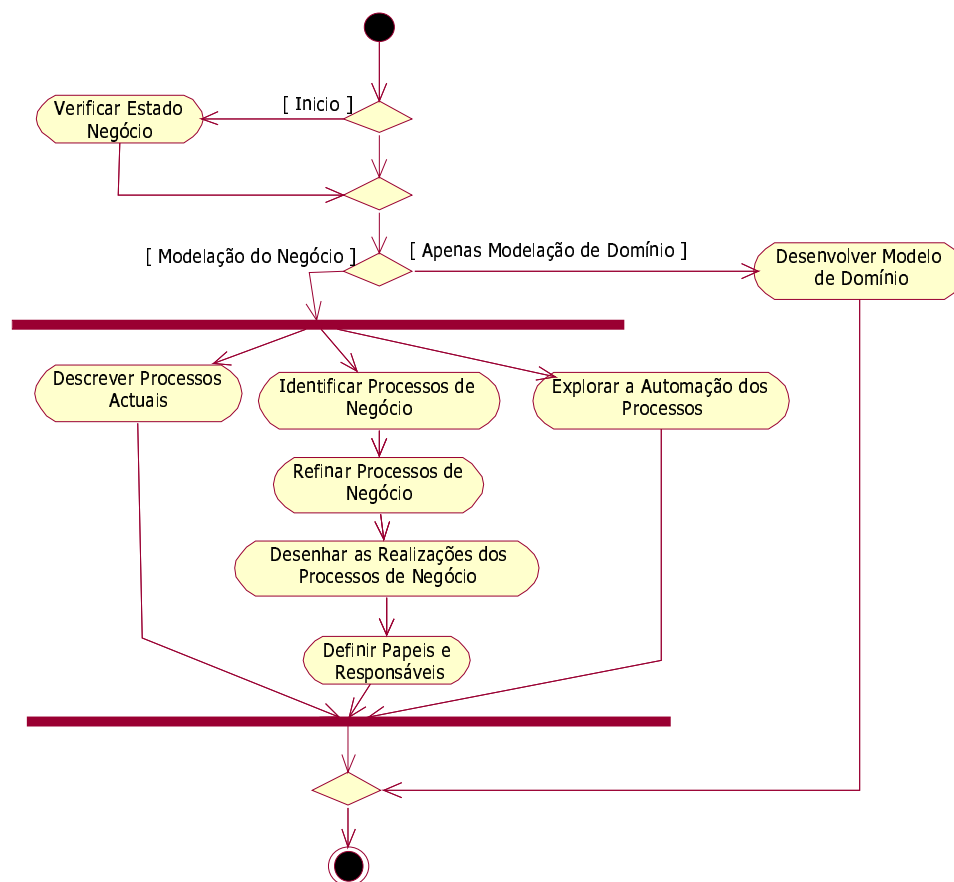 [ Inicio ]
Verificar Estado
Negócio
[ Modelação do Negócio ]
[ Apenas Modelação de Domínio ]
Desenvolver Modelo
de Domínio
Descrever Processos
Actuais
Identificar Processos de
Negócio
Explorar a Automação dos
Processos
Refinar Processos de
Negócio
Desenhar as Realizações dos
Processos de Negócio
Definir Papeis e
Responsáveis